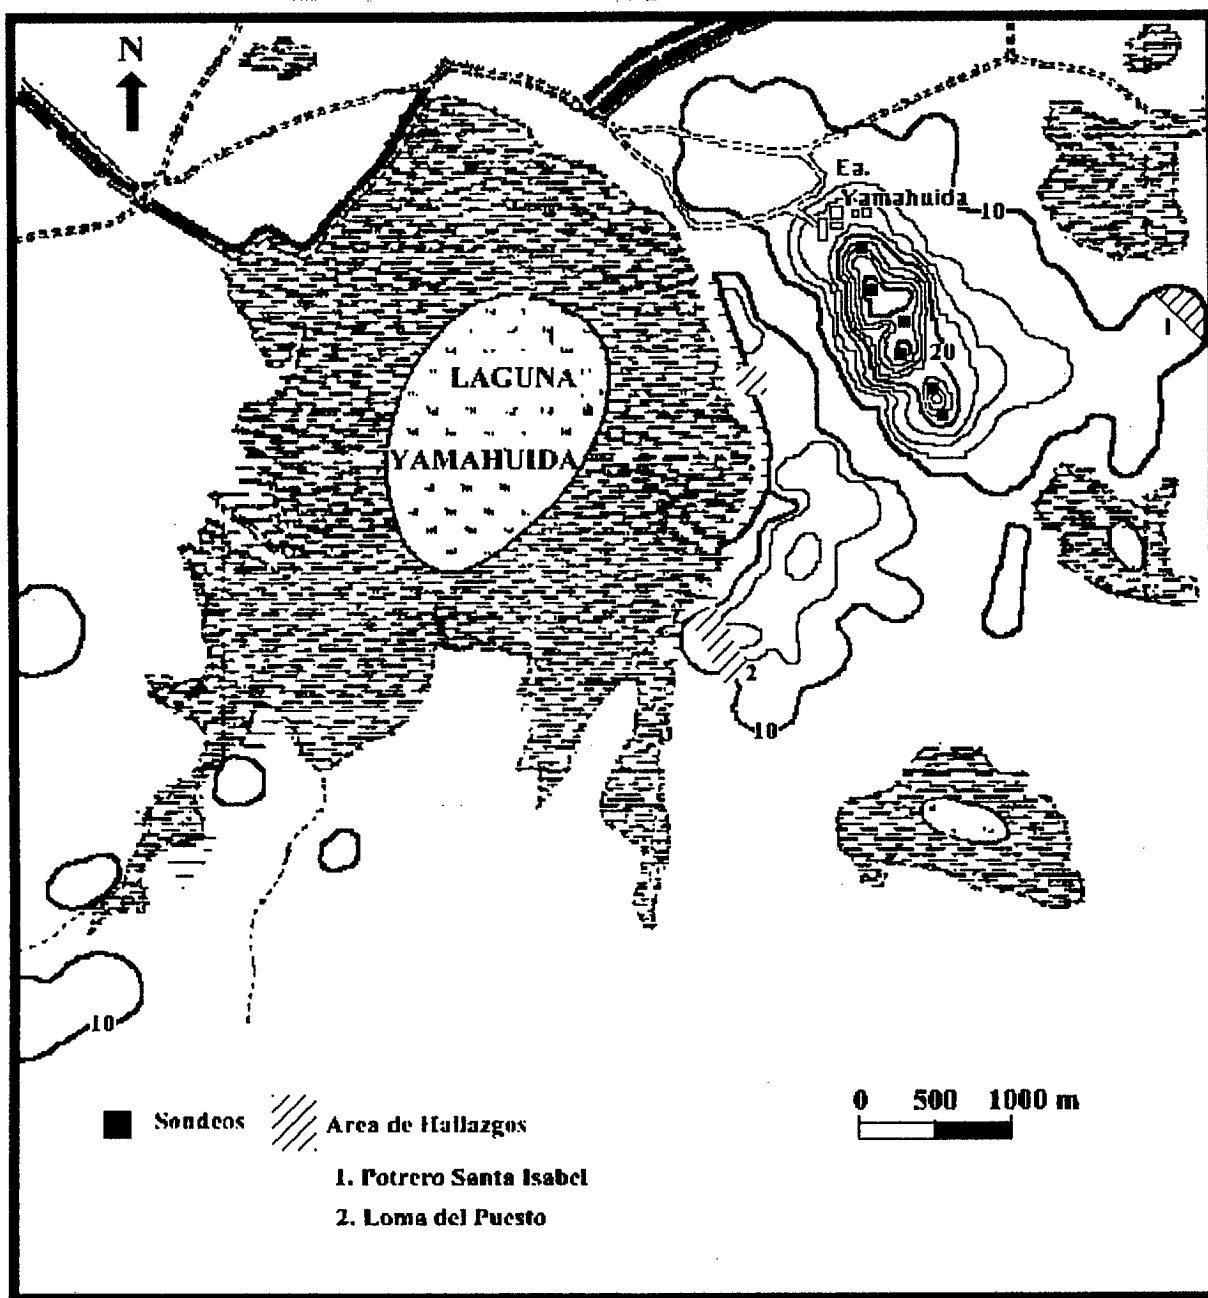 N
Ea.
Yamahuida
10
1
20
" LAGUNA"
YAMAHUIDA
2
10
10
Sondeos
Area de Hallazgos
0 500 1000 m
1. Potrero Santa Isabel
2. Loma del Puesto